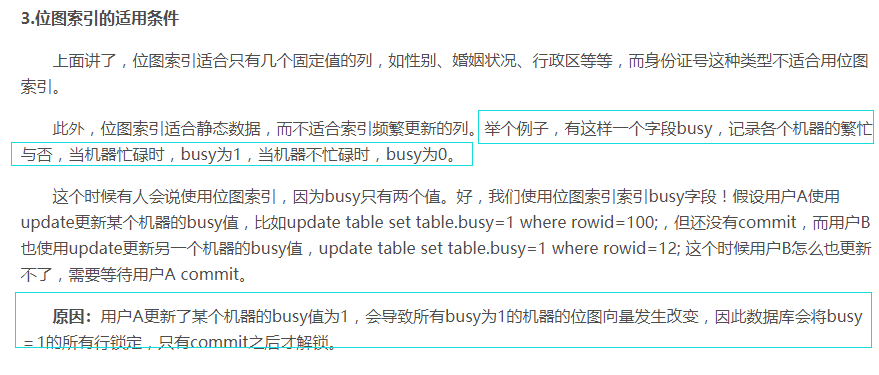 3.位图索引的适用条件
上面讲了，位图索引适合只有几个固定值的列，如性别、婚姻状况、行政区等等，而身份证号这种类型不适合用位图
索引。
此外，位图索引适合静态数据，而不适合索引频繁更新的列。举个例子，有这样一个字段busy，记录各个机器的繁忙
与否，当机器忙碌时，busy为1，当机器不忙碌时，busy为0。
这个时候有人会说使用位图索引，因为busy只有两个值。好，我们使用位图索引索引busy字段！假设用户A使用
update更新某个机器的busy值，比如update table set table.busy=1 where rowid=100;，但还没有commit，而用户B
也使用update更新另一个机器的busy值，update table set table.busy=1 where rowid=12; 这个时候用户B怎么也更新
不了，需要等待用户A commit。
原因：用户A更新了某个机器的busy值为1，会导致所有busy为1的机器的位图向量发生改变，因此数据库会将busy
＝1的所有行锁定，只有commit之后才解锁。